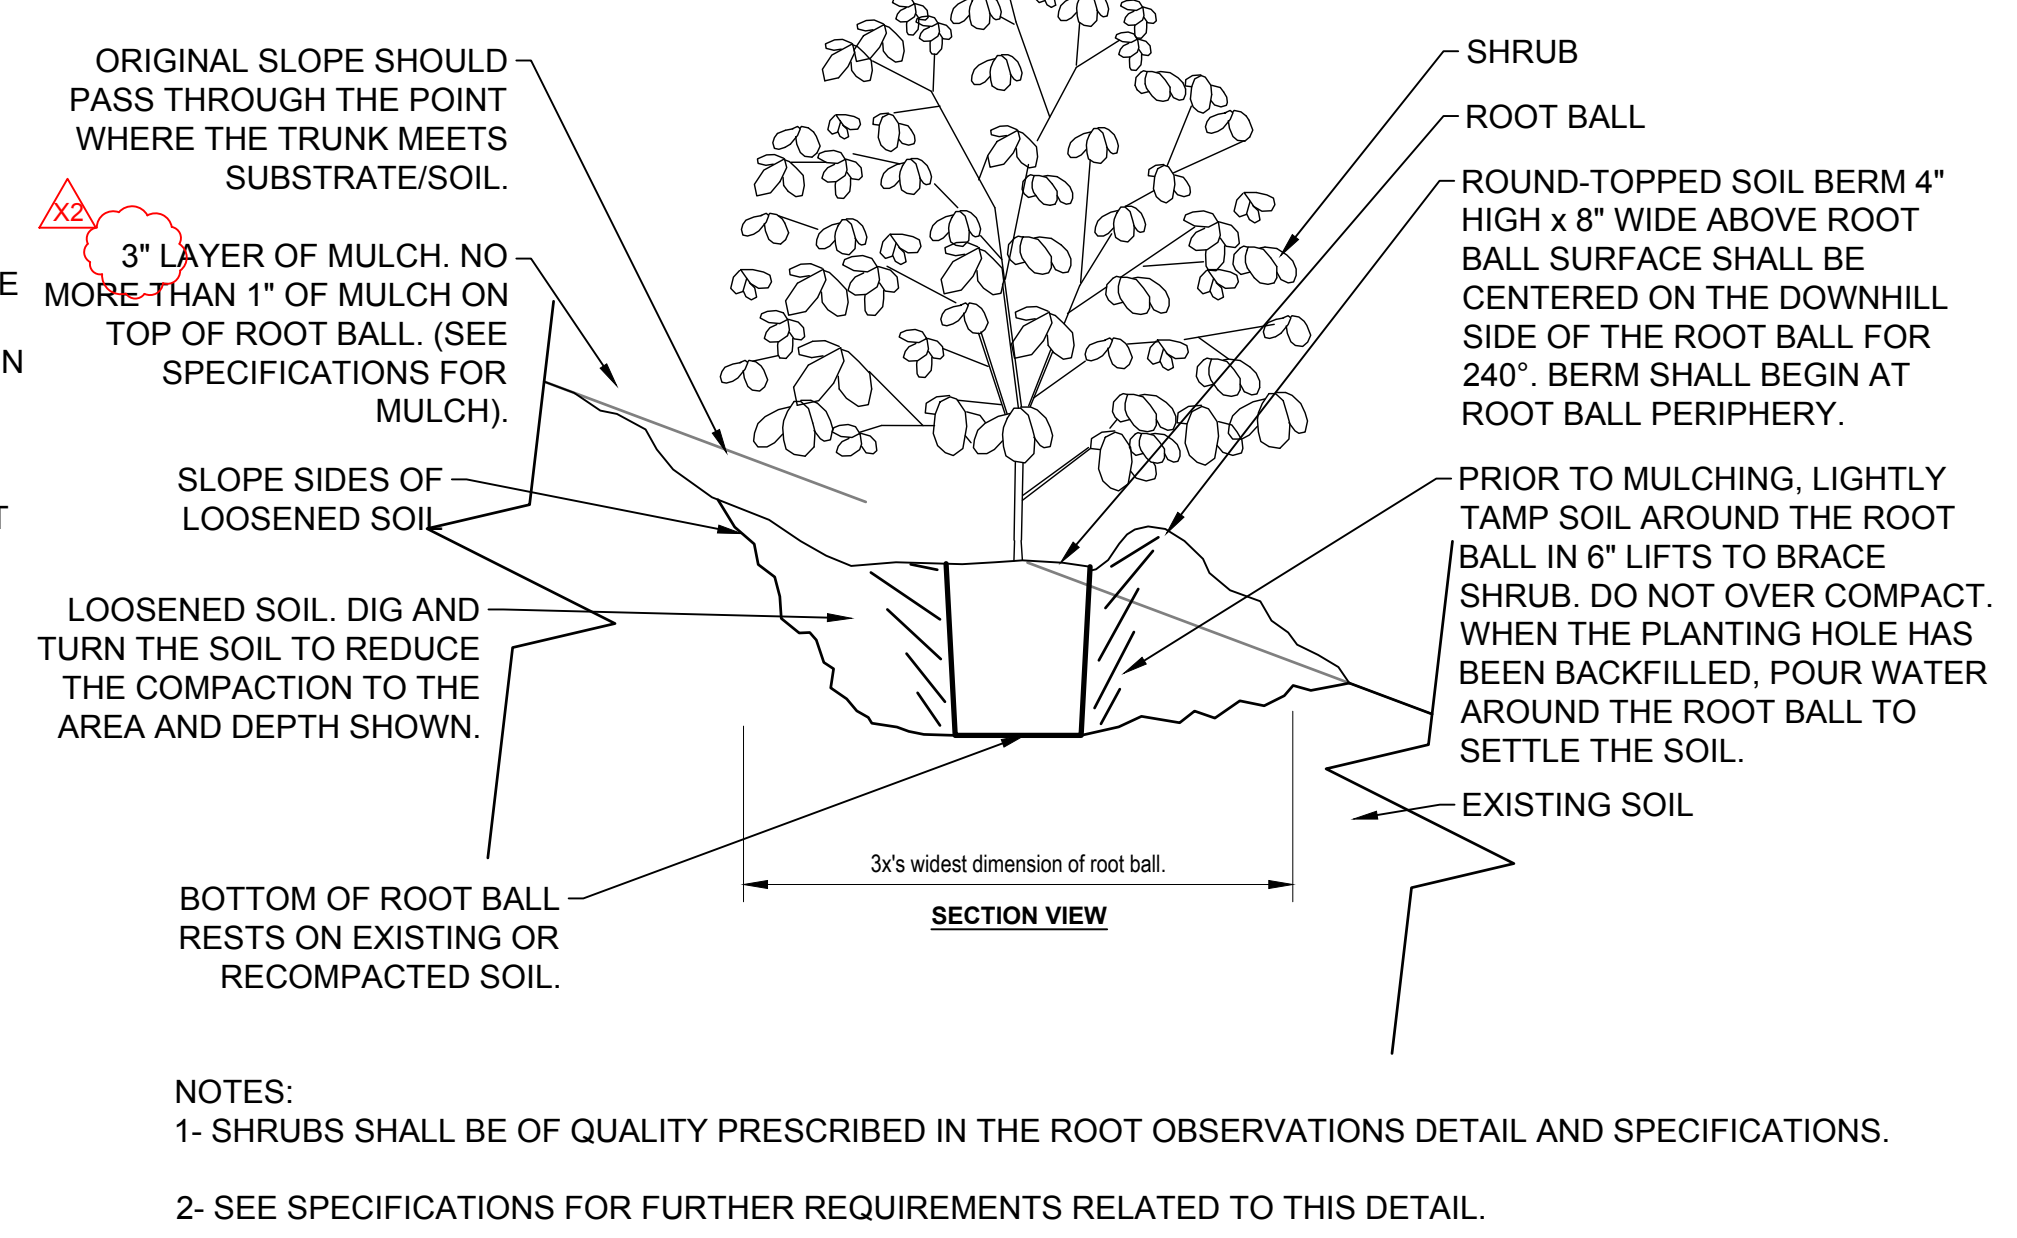 ORIGINAL SLOPE SHOULD
PASS THROUGH THE POINT
WHERE THE TRUNK MEETS
SUBSTRATE/SOIL.
X2
3" LAYER OF MULCH. NO
MORE THAN 1" OF MULCH ON
TOP OF ROOT BALL. (SEE
SPECIFICATIONS FOR
MULCH).
E
N
T
SLOPE SIDES OF
LOOSENED SOIL
LOOSENED SOIL. DIG AND
TURN THE SOIL TO REDUCE
THE COMPACTION TO THE
AREA AND DEPTH SHOWN.
BOTTOM OF ROOT BALL
RESTS ON EXISTING OR
RECOMPACTED SOIL.
SHRUB
ROOT BALL
ROUND-TOPPED SOIL BERM 4"
HIGH x 8" WIDE ABOVE ROOT
BALL SURFACE SHALL BE
CENTERED ON THE DOWNHILL
SIDE OF THE ROOT BALL FOR
240°. BERM SHALL BEGIN AT
ROOT BALL PERIPHERY.
PRIOR TO MULCHING, LIGHTLY
TAMP SOIL AROUND THE ROOT
BALL IN 6" LIFTS TO BRACE
SHRUB. DO NOT OVER COMPACT.
WHEN THE PLANTING HOLE HAS
BEEN BACKFILLED, POUR WATER
AROUND THE ROOT BALL TO
SETTLE THE SOIL.
EXISTING SOIL
3x's widest dimension of root ball.
SECTION VIEW
NOTES:
1- SHRUBS SHALL BE OF QUALITY PRESCRIBED IN THE ROOT OBSERVATIONS DETAIL AND SPECIFICATIONS.
2- SEE SPECIFICATIONS FOR FURTHER REQUIREMENTS RELATED TO THIS DETAIL.